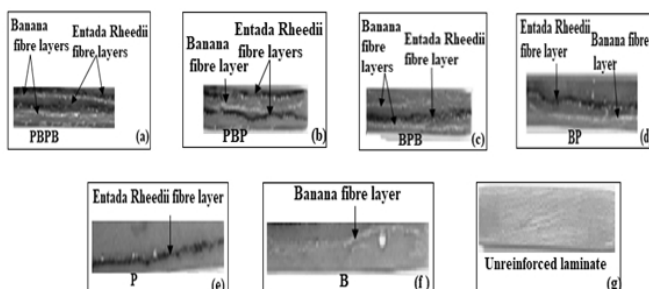 Banana
fibre layers
Entada Rheedii
fibre layers
PBPB
(a)
Banana
fibre layer
Entada Rheedii
fibre layers
PBP
(b)
Banana
fibre
layers
Entada Rheedii
fibre layer
BPB
(c)
Entada
Rheedii
fibre layer
Banana fibre
layer
BP
(d)
Entada Rheedii fibre layer
P
(e)
Banana fibre layer
B
(f)
Unreinforced laminate
(g)